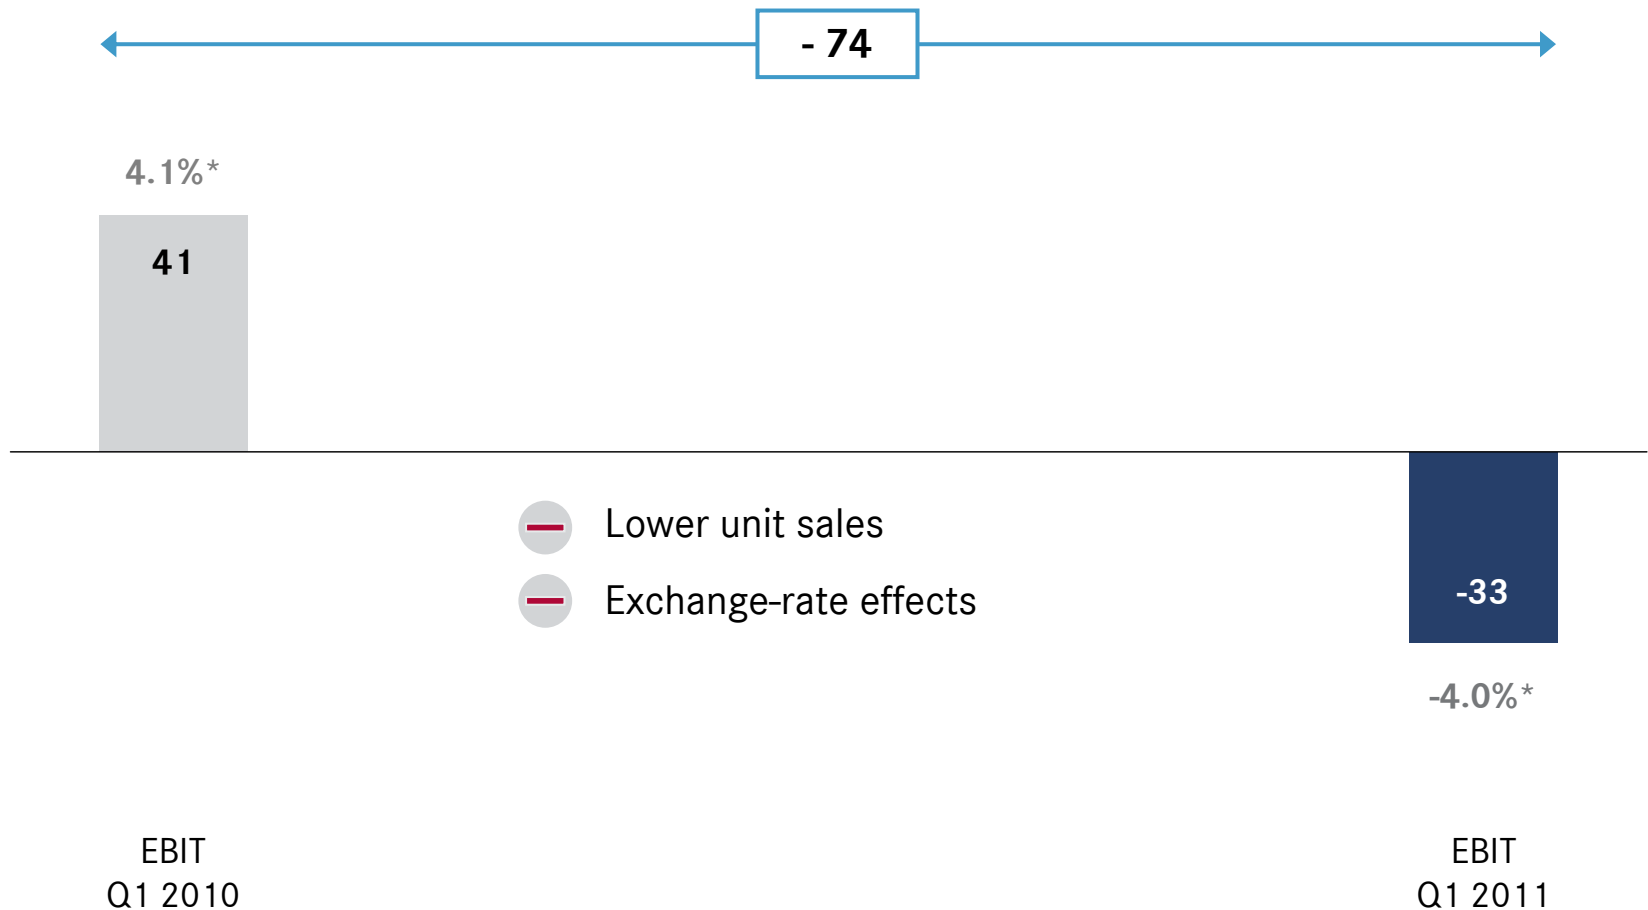 - 74
4.1%*
41
Lower unit sales
Exchange-rate effects
-33
-4.0%*
EBIT
Q1 2010
EBIT
Q1 2011